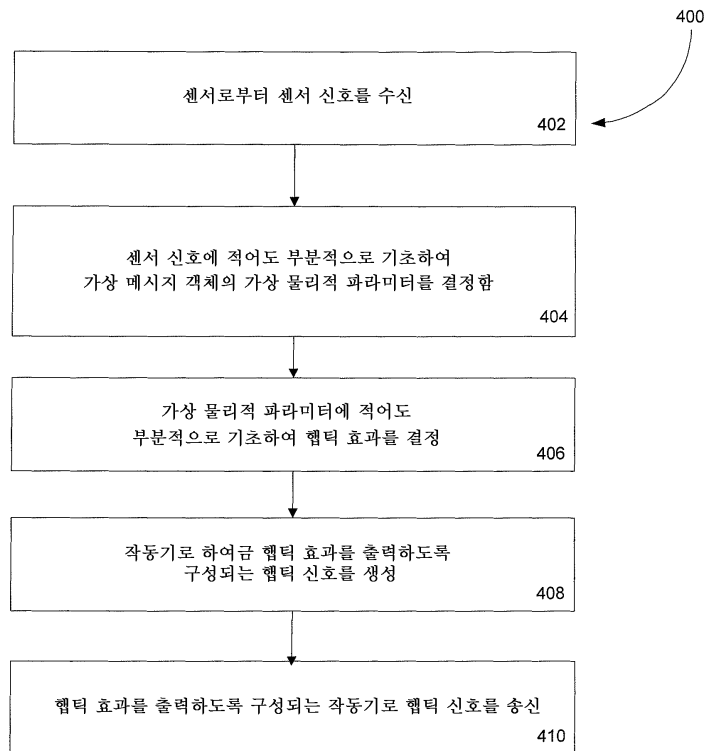 400
센서로부터 센서 신호를 수신
402
센서 신호에 적어도 부분적으로 기초하여
가상 메시지 객체의 가상 물리적 파라미터를 결정함
404
가상 물리적 파라미터에 적어도
부분적으로 기초하여 햅틱 효과를 결정
406
작동기로 하여금 햅틱 효과를 출력하도록
구성되는 햅틱 신호를 생성
408
햅틱 효과를 출력하도록 구성되는 작동기로 햅틱 신호를 송신
410